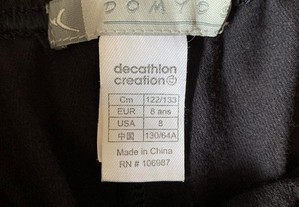 DOMYO
decathlon
creation ©
Cm 122/133
EUR 8 ans
USA 8
中国 130/64A
Made in China
RN # 106987